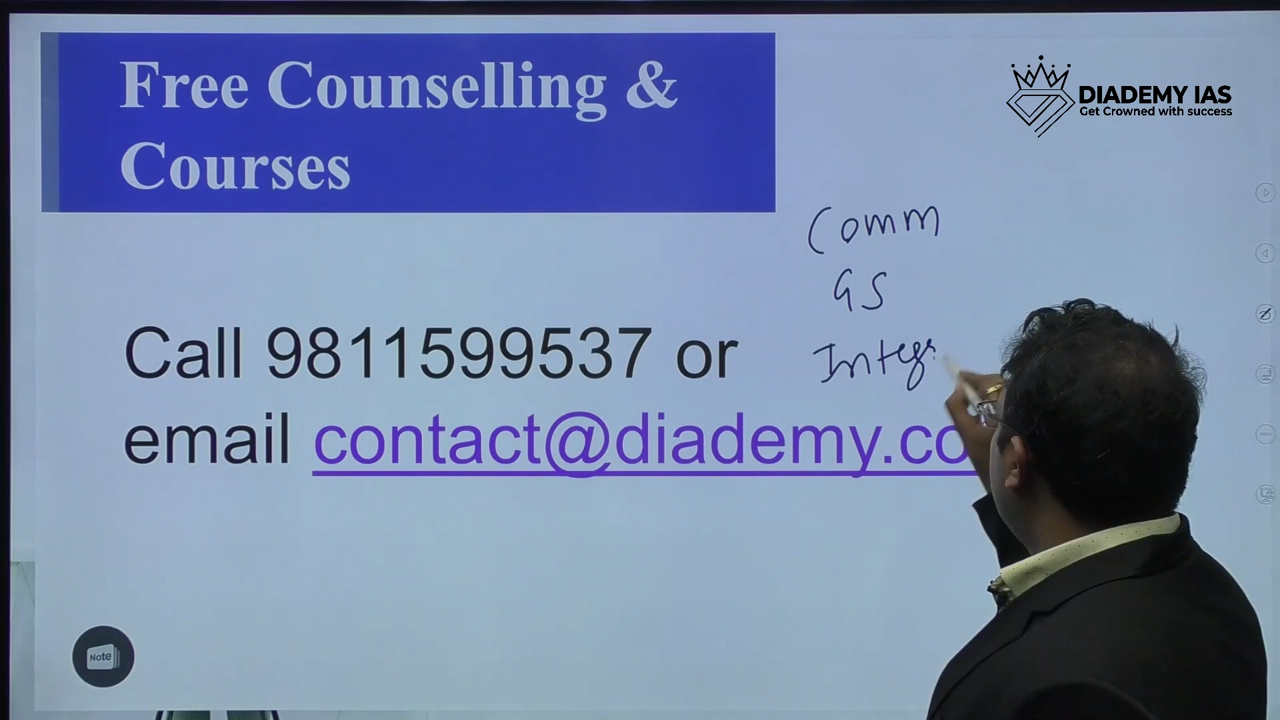 Free Counselling &
Courses
DIADEMY IAS
Get Crowned with success
Comm
GS
Integr
Call 9811599537 or
email contact@diademy.co
Note